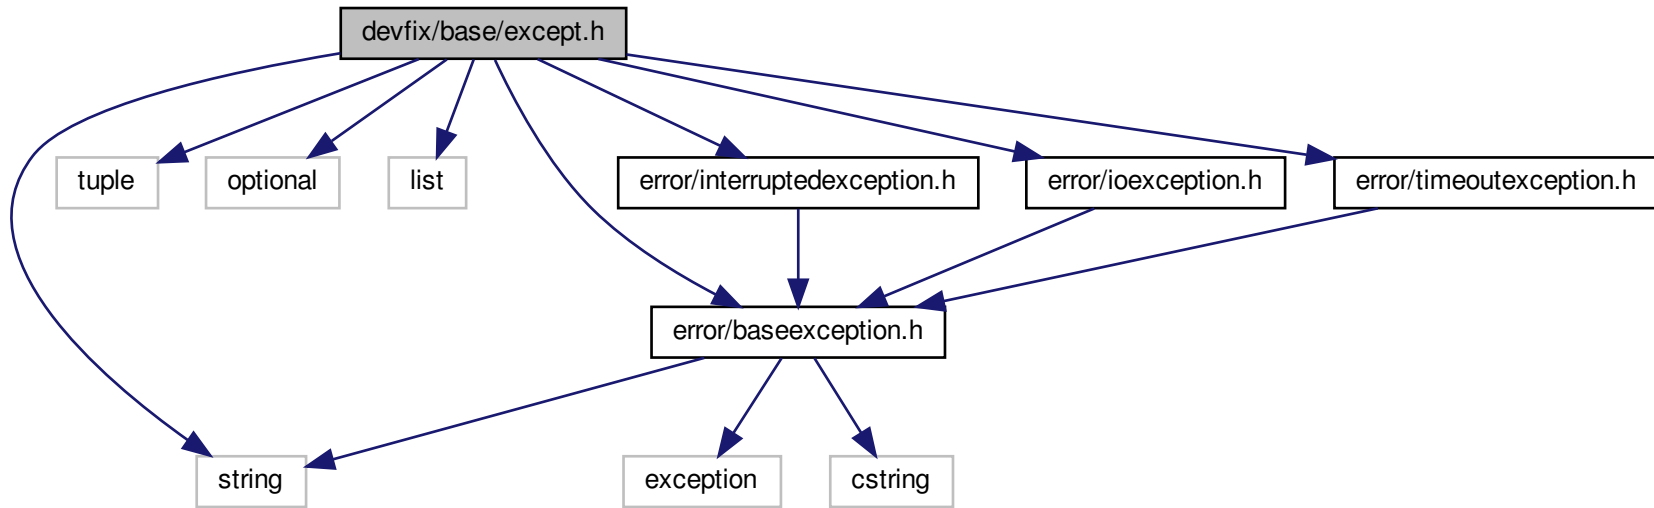 devfix/base/except.h
tuple
optional
list
error/interruptedexception.h
error/ioexception.h
error/timeoutexception.h
error/baseexception.h
string
exception
cstring